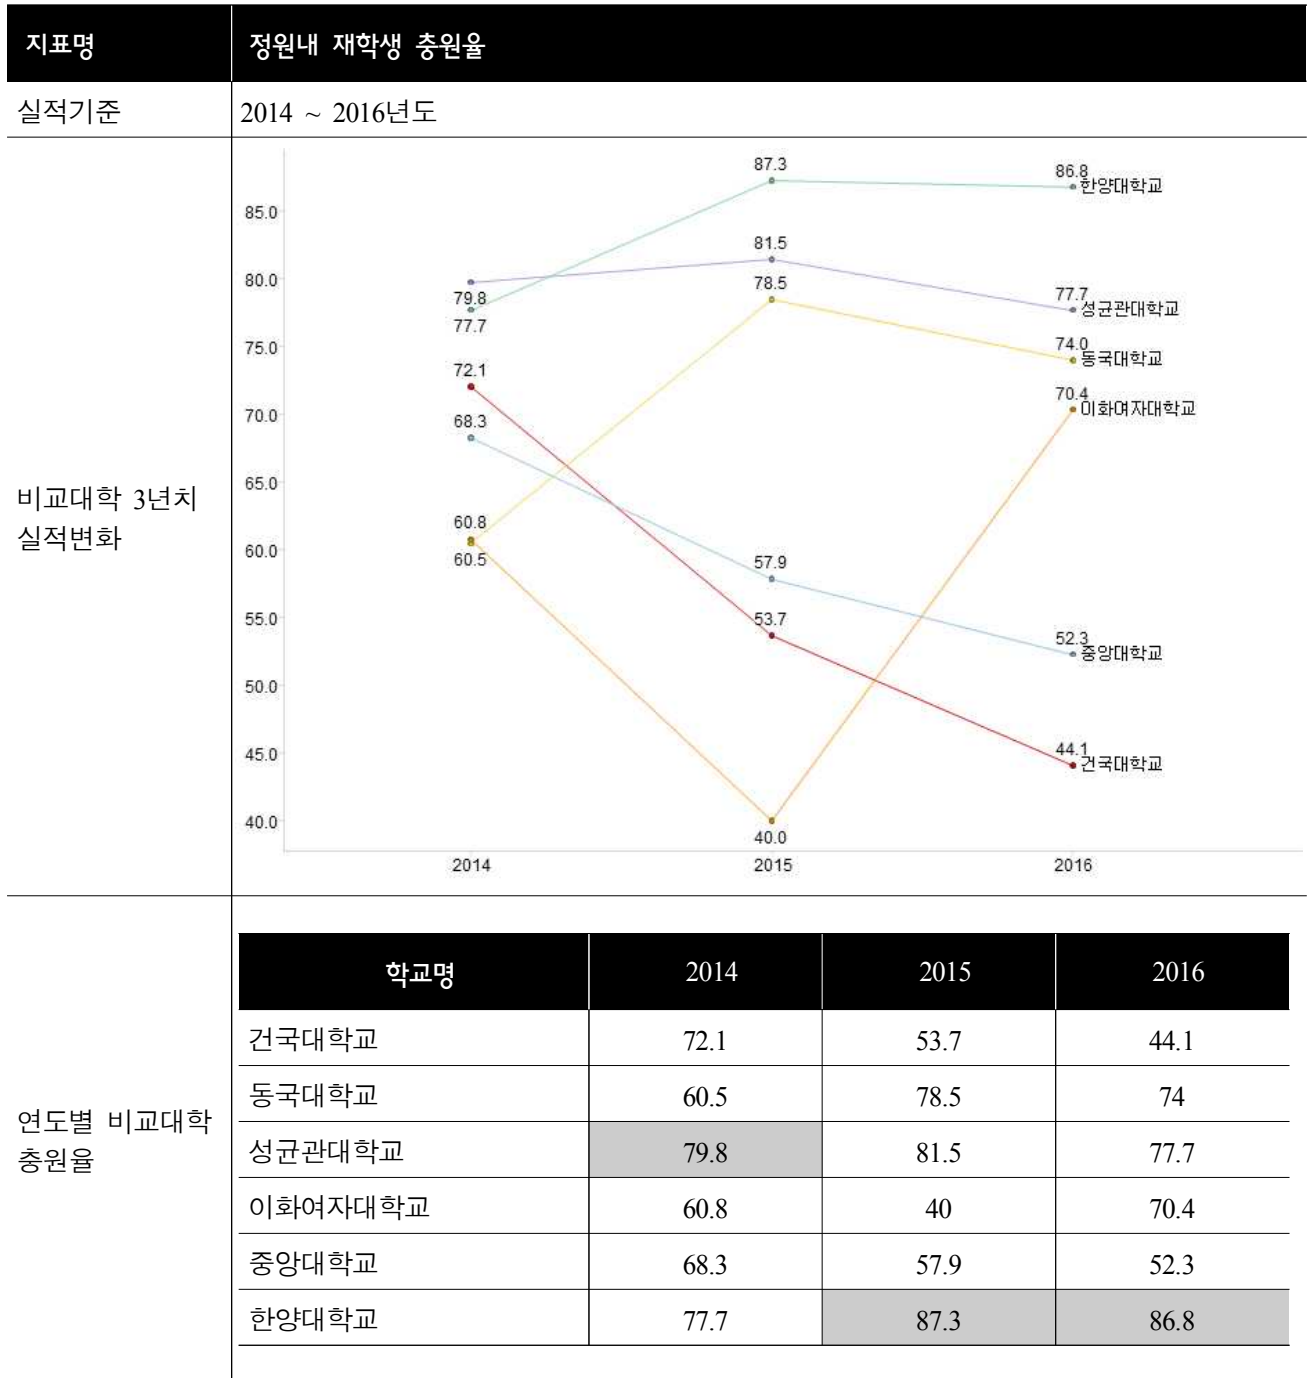 지표명 정원내 재학생 충원율
실적기준 2014 ~ 2016년도
비교대학 3년치
실적변화
85.0
80.0
75.0
70.0
65.0
60.0
55.0
50.0
45.0
40.0
87.3
86.8
한양대학교
81.5
79.8
77.7
78.5
77.7
성균관대학교
74.0
동국대학교
72.1
70.4
이화여자대학교
68.3
60.8
60.5
57.9
53.7
52.3
중앙대학교
44.1
건국대학교
40.0
2014 2015 2016
연도별 비교대학
충원율
학교명 2014 2015 2016
건국대학교 72.1 53.7 44.1
동국대학교 60.5 78.5 74
성균관대학교 79.8 81.5 77.7
이화여자대학교 60.8 40 70.4
중앙대학교 68.3 57.9 52.3
한양대학교 77.7 87.3 86.8